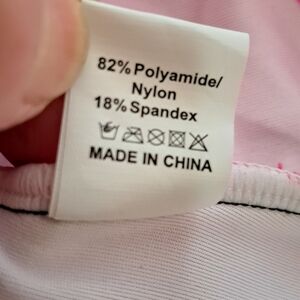 82% Polyamide/
Nylon
18% Spandex
MADE IN CHINA